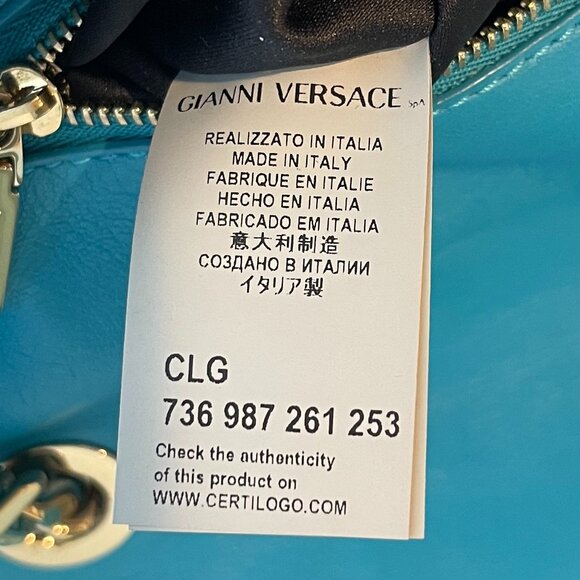 GIANNI VERSACE SpA
REALIZZATO IN ITALIA
MADE IN ITALY
FABRIQUE EN ITALIE
HECHO EN ITALIA
FABRICADO EM ITALIA
意大利制造
СОЗДАНО В ИТАЛИИ
イタリア製
CLG
736 987 261 253
Check the authenticity
of this product on
WWW.CERTILOGO.COM